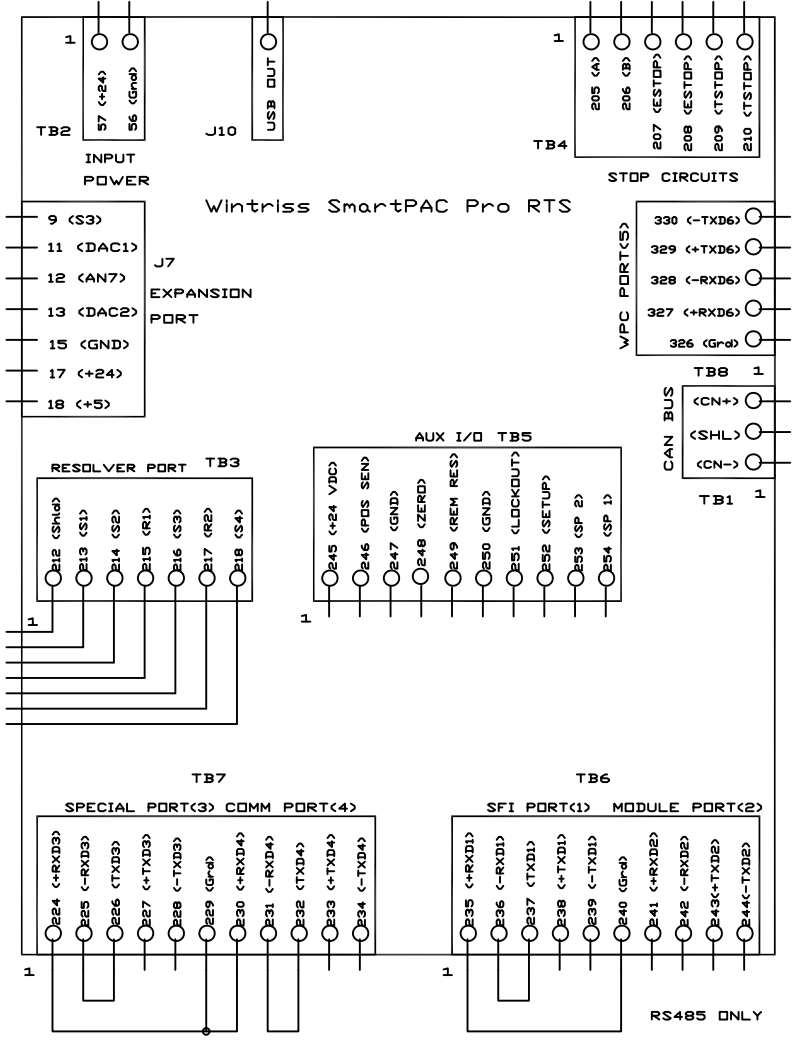 1
57 (+24)
56 (Gnd)
TB2
INPUT
POWER
USB OUT
J10
1
205 (A)
206 (B)
207 (ESTOP)
208 (ESTOP)
209 (TSTOP)
210 (TSTOP)
TB4
STOP CIRCUITS
Wintriss SmartPAC Pro RTS
9 (S3)
11 (DAC1)
12 (AN7)
13 (DAC2)
15 (GND)
17 (+24)
18 (+5)
J7
EXPANSION
PORT
WPC PORT(5)
330 (-TXD6)
329 (+TXD6)
328 (-RXD6)
327 (+RXD6)
326 (Grd)
TB8 1
CAN BUS
(CN+)
(SHL)
(CN-)
TB1 1
RESOLVER PORT TB3
212 (Shld)
213 (S1)
214 (S2)
215 (R1)
216 (S3)
217 (R2)
218 (S4)
1
AUX I/O TB5
245 (+24 VDC)
246 (POS SEN)
247 (GND)
248 (ZERO)
249 (REM RES)
250 (GND)
251 (LOCKOUT)
252 (SETUP)
253 (SP 2)
254 (SP 1)
1
TB7
SPECIAL PORT(3) COMM PORT(4)
224 (+RXD3)
225 (-RXD3)
226 (TXD3)
227 (+TXD3)
228 (-TXD3)
229 (Grd)
230 (+RXD4)
231 (-RXD4)
232 (TXD4)
233 (+TXD4)
234 (-TXD4)
1
TB6
SFI PORT(1) MODULE PORT(2)
235 (+RXD1)
236 (-RXD1)
237 (TXD1)
238 (+TXD1)
239 (-TXD1)
240 (Grd)
241 (+RXD2)
242 (-RXD2)
243(+TXD2)
244(-TXD2)
1
RS485 ONLY